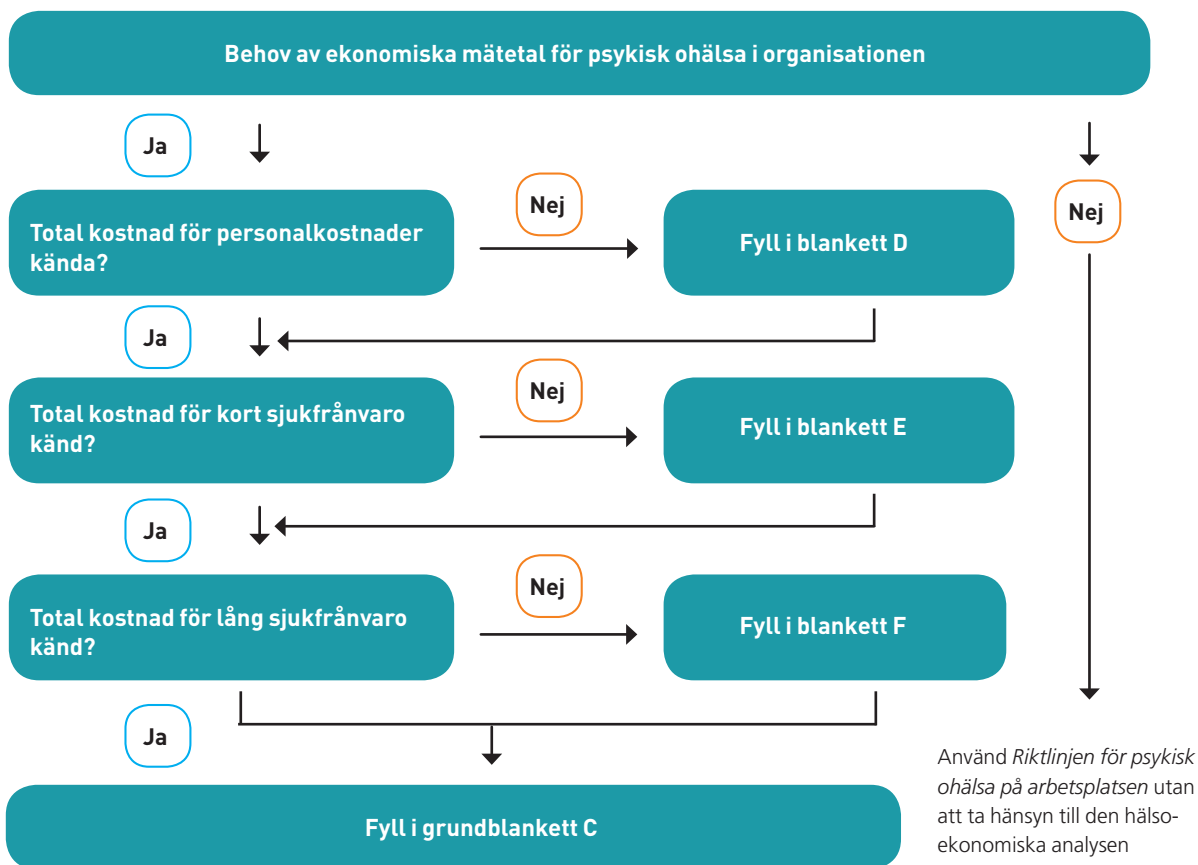 Behov av ekonomiska mätetal för psykisk ohälsa i organisationen
Ja
Nej
Total kostnad för personalkostnader
kända?
Nej
Fyll i blankett D
Ja
Total kostnad för kort sjukfrånvaro
känd?
Nej
Fyll i blankett E
Ja
Total kostnad för lång sjukfrånvaro
känd?
Nej
Fyll i blankett F
Ja
Fyll i grundblankett C
Använd Riktlinjen för psykisk
ohälsa på arbetsplatsen utan
att ta hänsyn till den hälso-
ekonomiska analysen